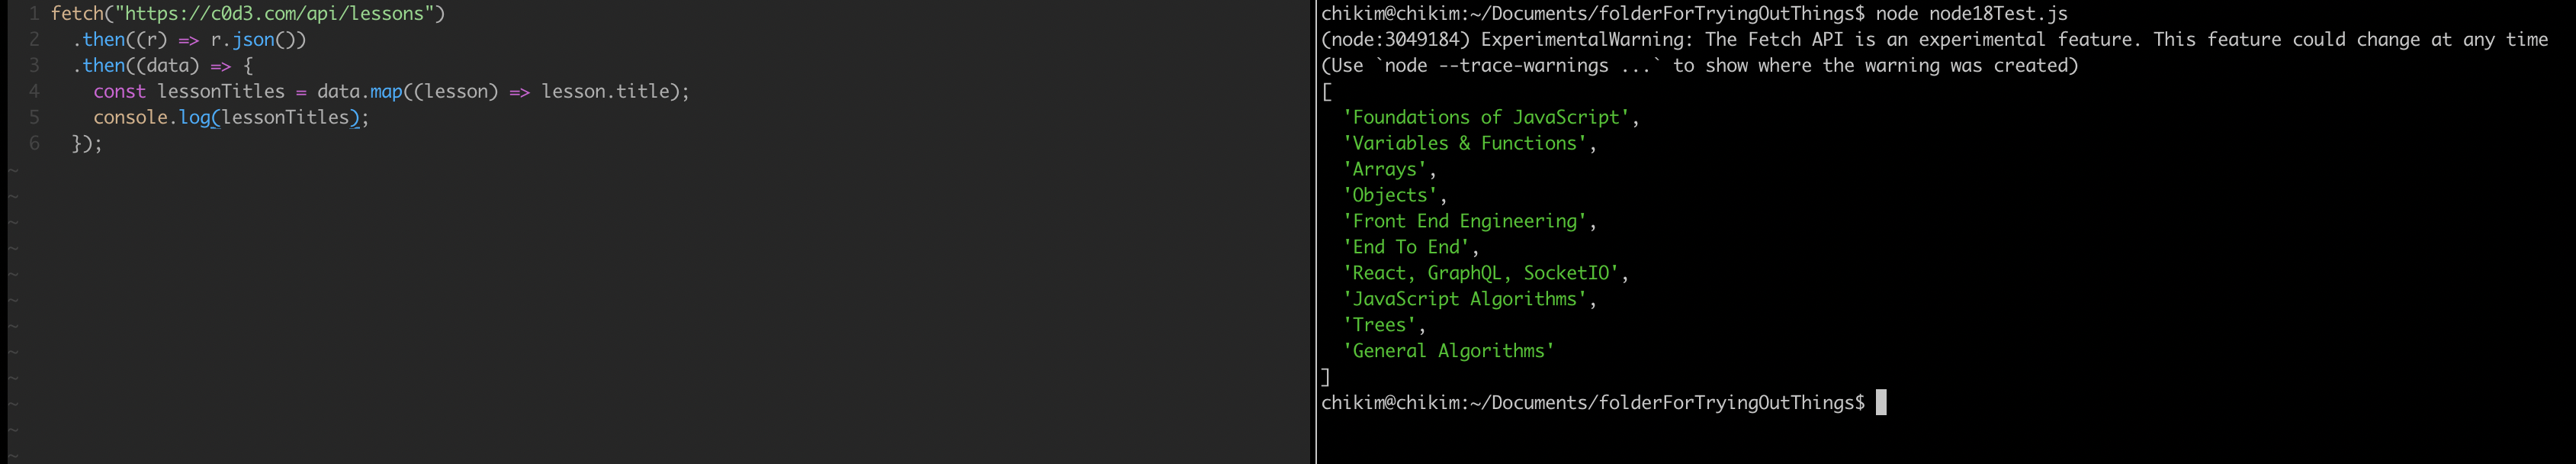 1 fetch("https://c0d3.com/api/lessons")
2   .then((r) => r.json())
3   .then((data) => {
4     const lessonTitles = data.map((lesson) => lesson.title);
5     console.log(lessonTitles);
6   });
~
~
~
~
~
~
~
~
~
~
~
~
chikim@chikim:~/Documents/folderForTryingOutThings$ node node18Test.js
(node:3049184) ExperimentalWarning: The Fetch API is an experimental feature. This feature could change at any time
(Use `node --trace-warnings ...` to show where the warning was created)
[
  'Foundations of JavaScript',
  'Variables & Functions',
  'Arrays',
  'Objects',
  'Front End Engineering',
  'End To End',
  'React, GraphQL, SocketIO',
  'JavaScript Algorithms',
  'Trees',
  'General Algorithms'
]
chikim@chikim:~/Documents/folderForTryingOutThings$